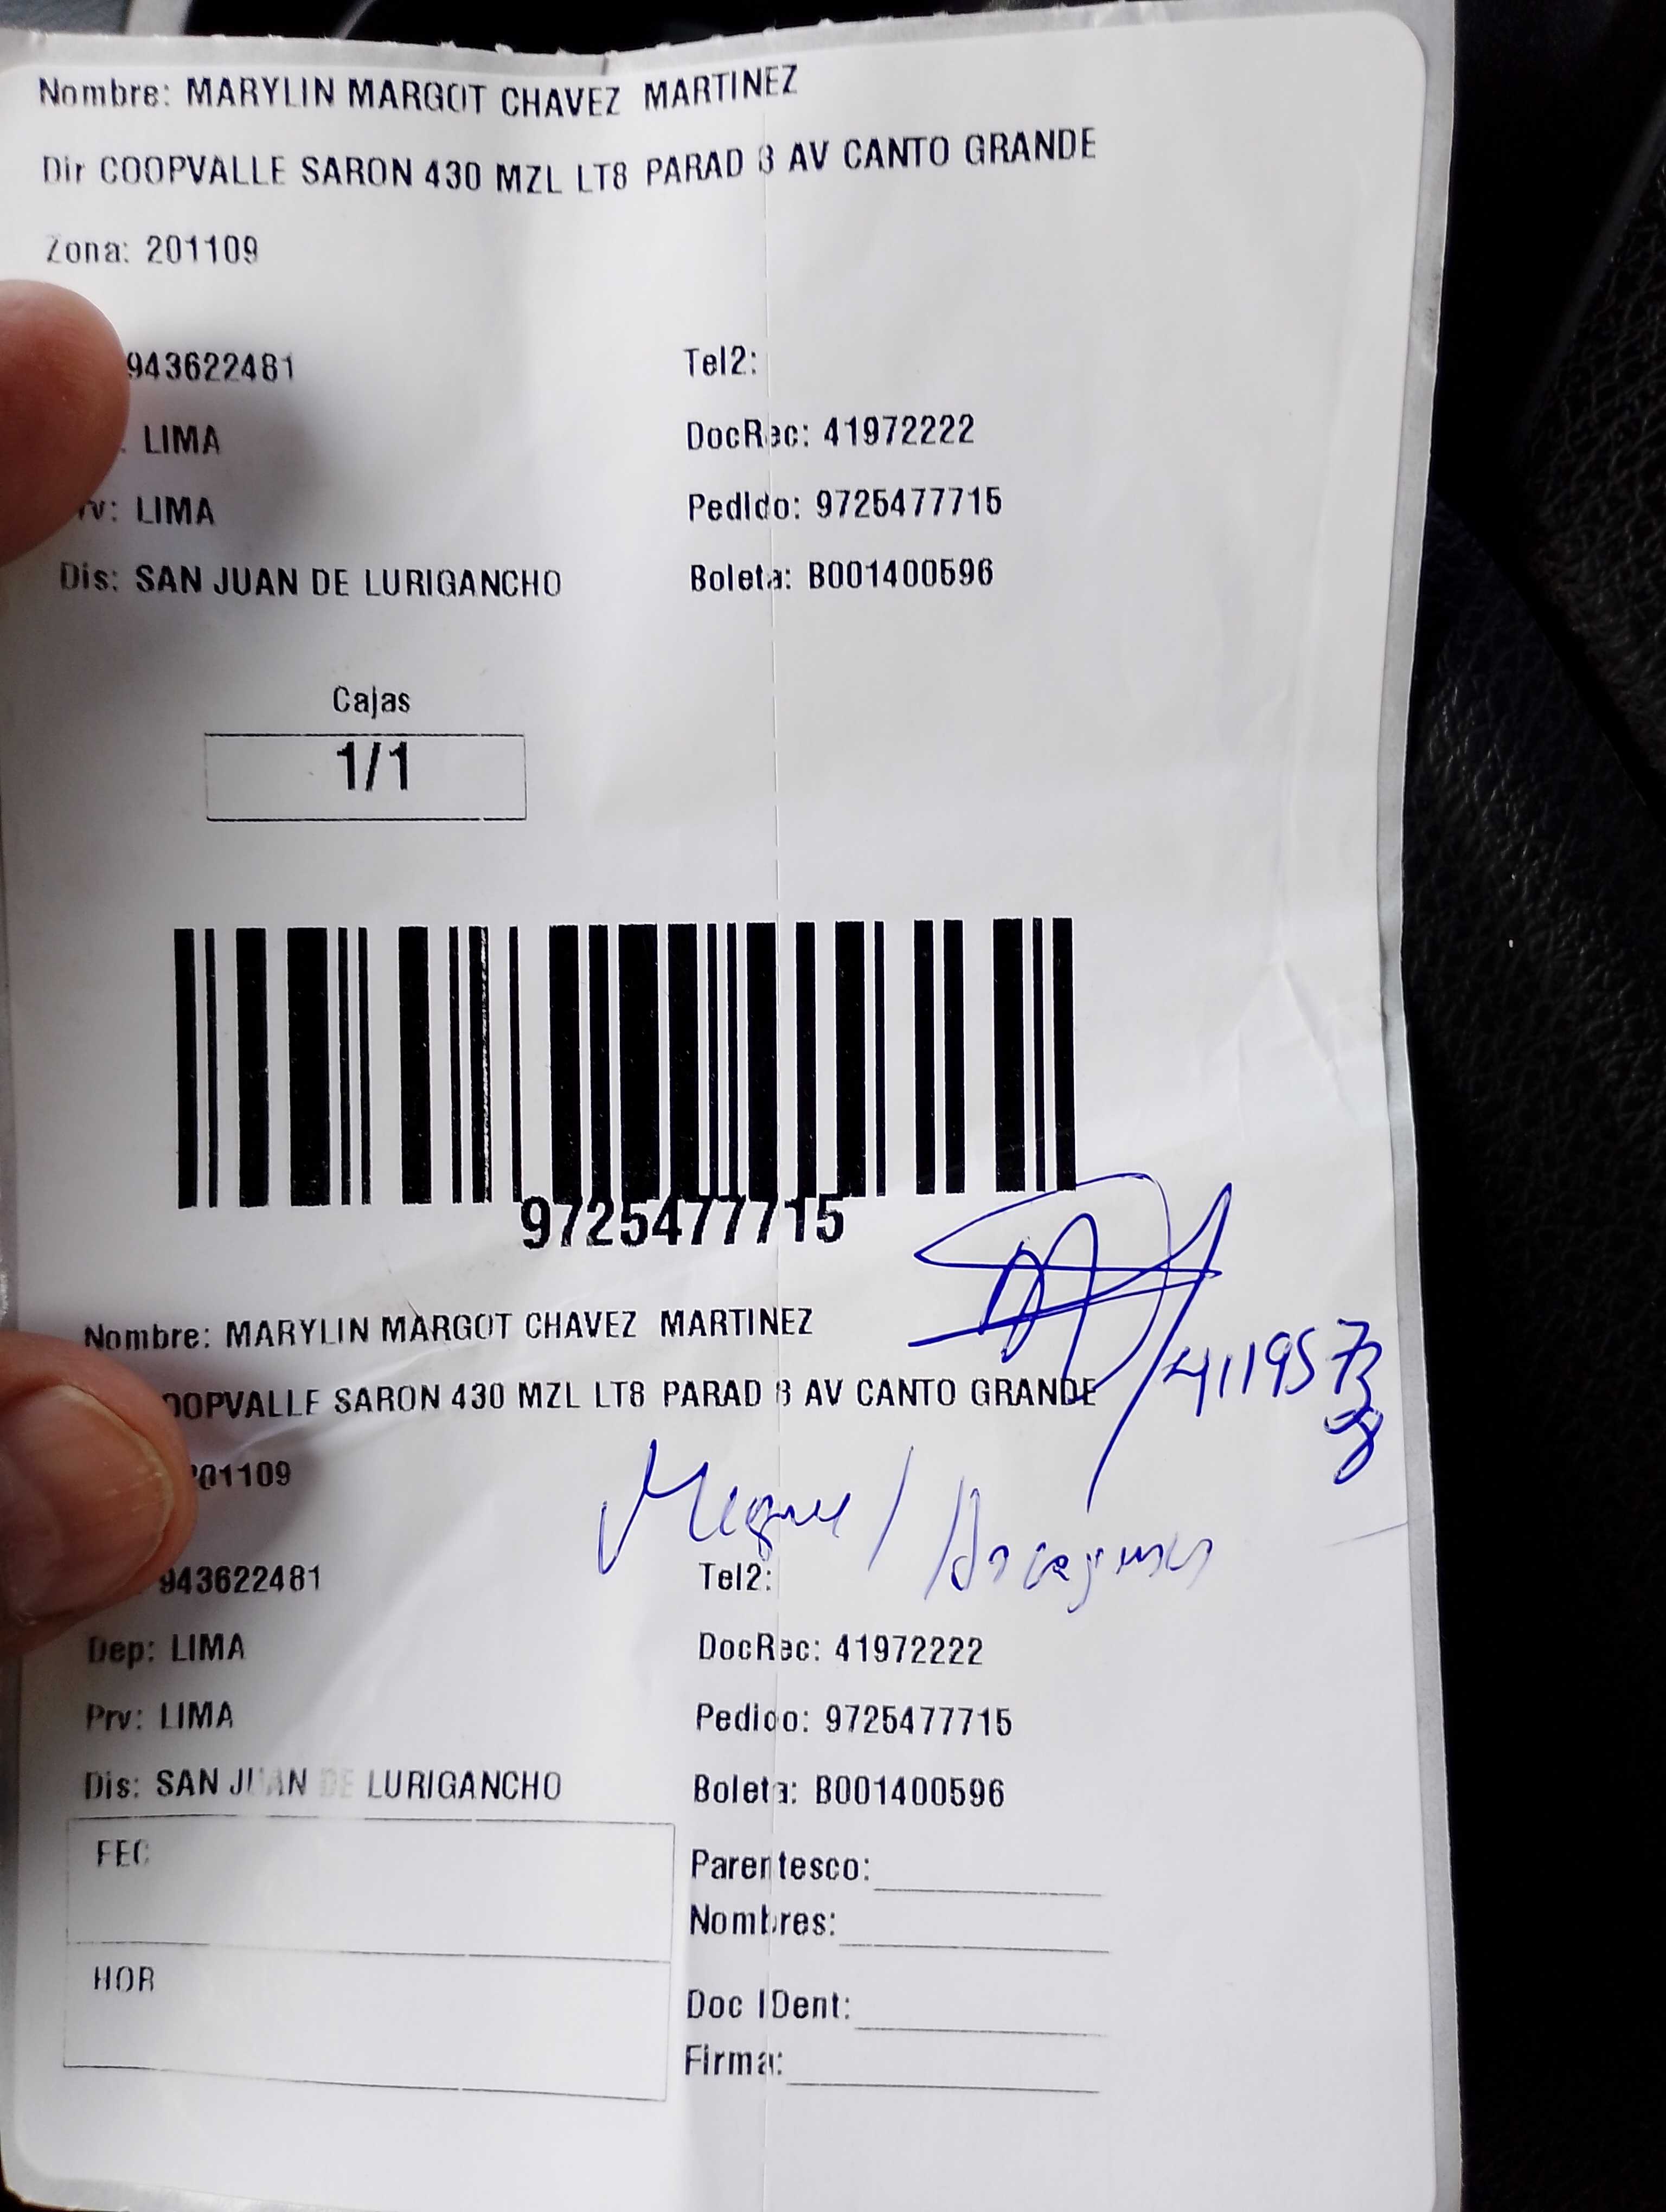 Nombre: MARYLIN MARGOT CHAVEZ MARTINEZ
Dir COOPVALLE SARON 430 MZL LT8 PARAD 8 AV CANTO GRANDE
Zona: 201109
943622481 Tel2:
LIMA DocRec: 41972222
rv: LIMA Pedido: 9725477715
Dis: SAN JUAN DE LURIGANCHO Boleta: B001400596
Cajas
1/1
9725477715
Nombre: MARYLIN MARGOT CHAVEZ MARTINEZ
OOPVALLE SARON 430 MZL LT8 PARAD 8 AV CANTO GRANDE
01109
Miguel /
943622481 Tel2:
Dep: LIMA DocRec: 41972222
Prv: LIMA Pedido: 9725477715
Dis: SAN JUAN DE LURIGANCHO Boleta: B001400596
FEC Parentesco:
Nombres:
HOR
Doc IDent:
Firma: